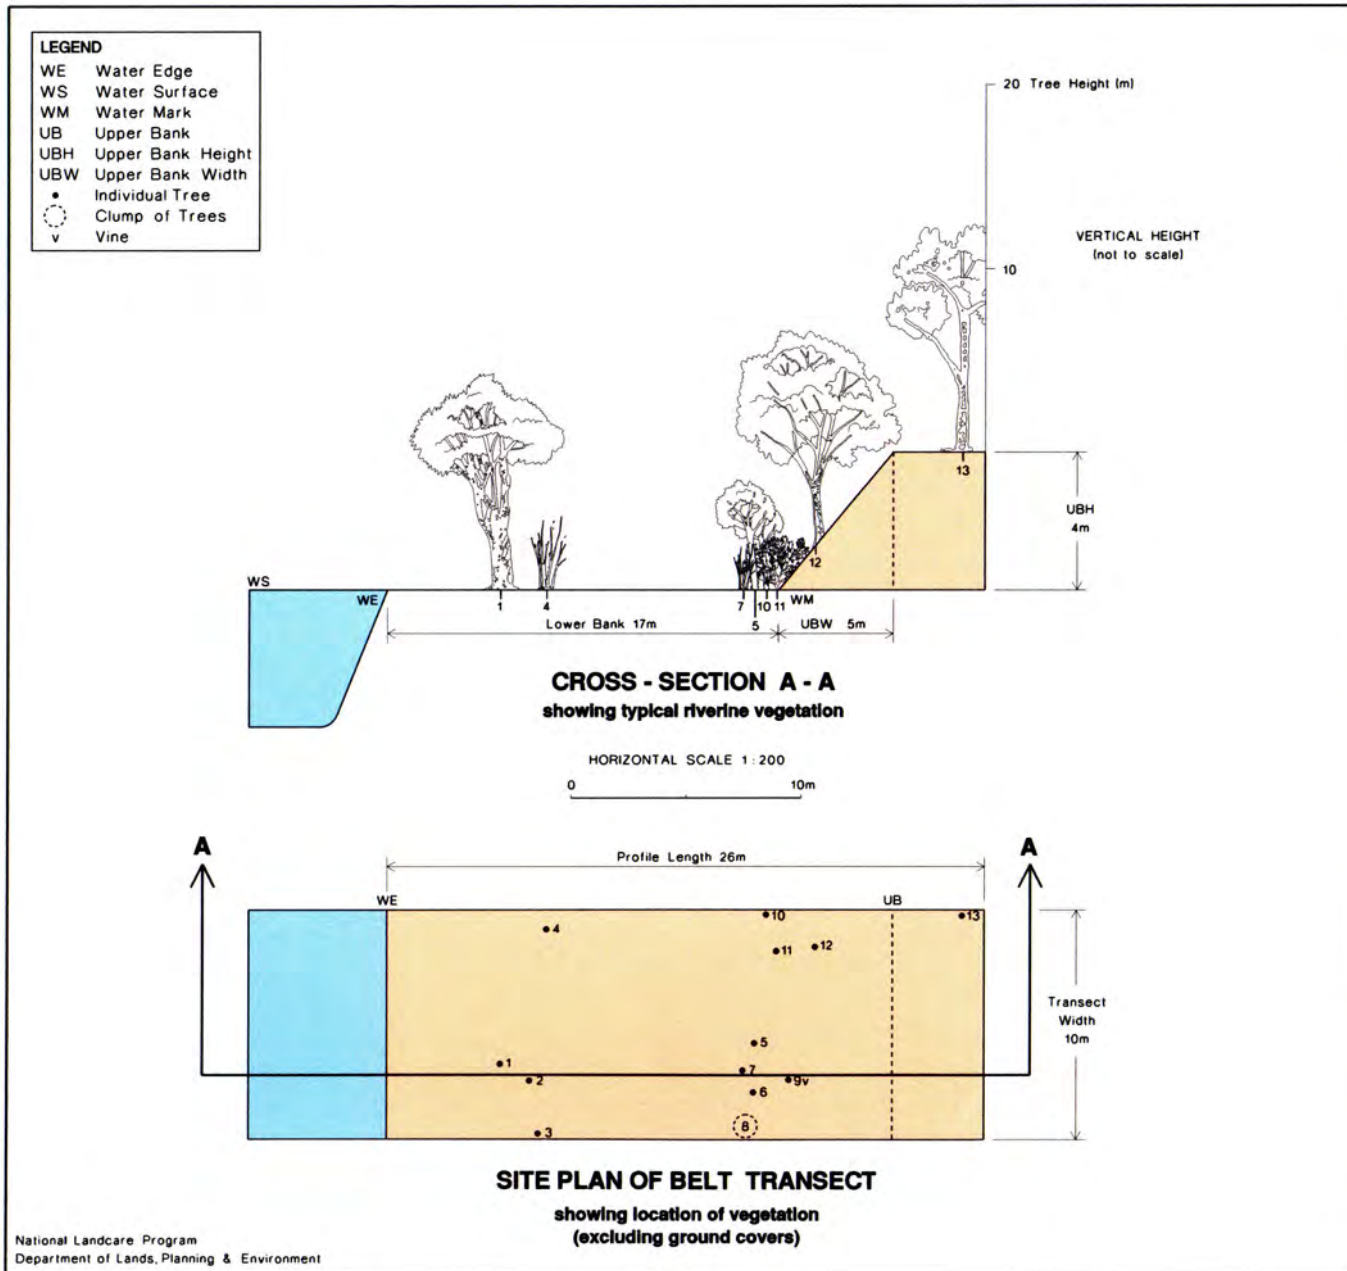 LEGEND
WE Water Edge
WS Water Surface
WM Water Mark
UB Upper Bank
UBH Upper Bank Height
UBW Upper Bank Width
• Individual Tree
Clump of Trees
v Vine
20 Tree Height (m)
VERTICAL HEIGHT
(not to scale)
10
13
UBH
4m
12
WS
WE
1 4 7 10 11 WM
5
Lower Bank 17m UBW 5m
CROSS - SECTION A - A
showing typical riverine vegetation
HORIZONTAL SCALE 1 : 200
0 10m
A A
Profile Length 26m
WE UB
10 13
4
11 12
Transect
Width
10m
5
1
7
2 9v
6
8
3
SITE PLAN OF BELT TRANSECT
showing location of vegetation
(excluding ground covers)
National Landcare Program
Department of Lands, Planning & Environment